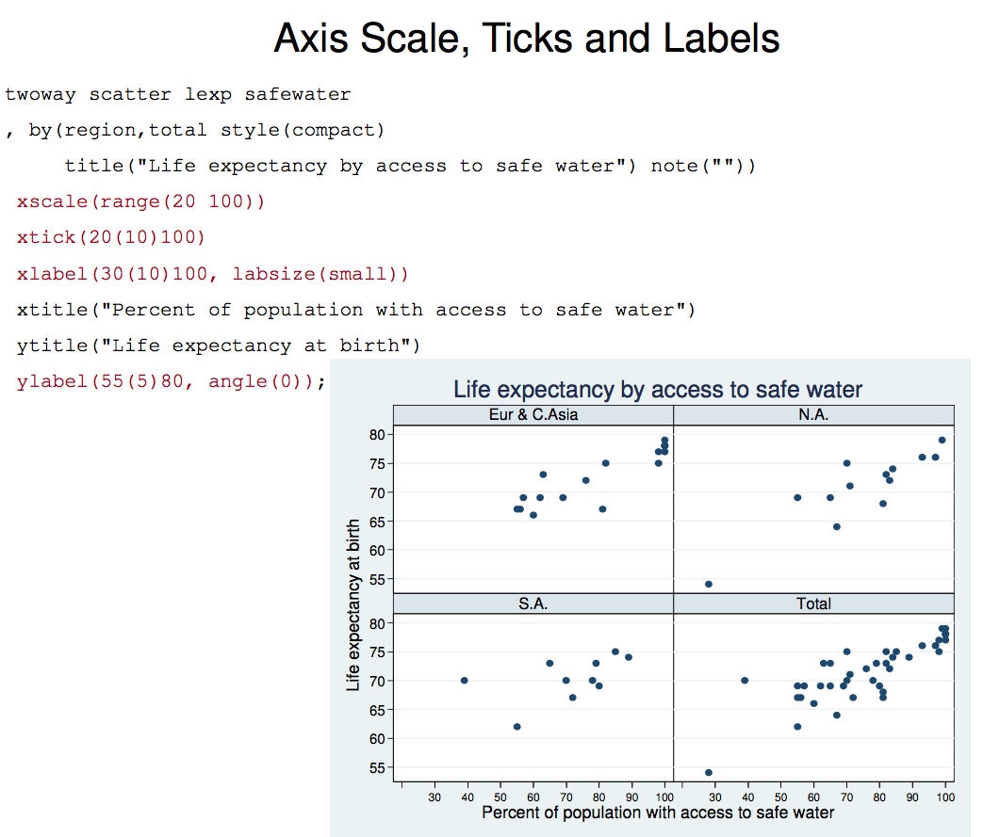 Axis Scale, Ticks and Labels
twoway scatter lexp safewater
, by(region,total style(compact)
title("Life expectancy by access to safe water") note(""))
xscale(range(20 100))
xtick(20(10)100)
xlabel(30(10)100, labsize(small))
xtitle("Percent of population with access to safe water")
ytitle("Life expectancy at birth")
ylabel(55(5)80, angle(0));
Life expectancy by access to safe water
Eur & C.Asia
N.A.
80
75
70
65
60
55
S.A.
Total
80
75
70
65
60
55
Life expectancy at birth
30 40 50 60 70 80 90 100
30 40 50 60 70 80 90 100
Percent of population with access to safe water